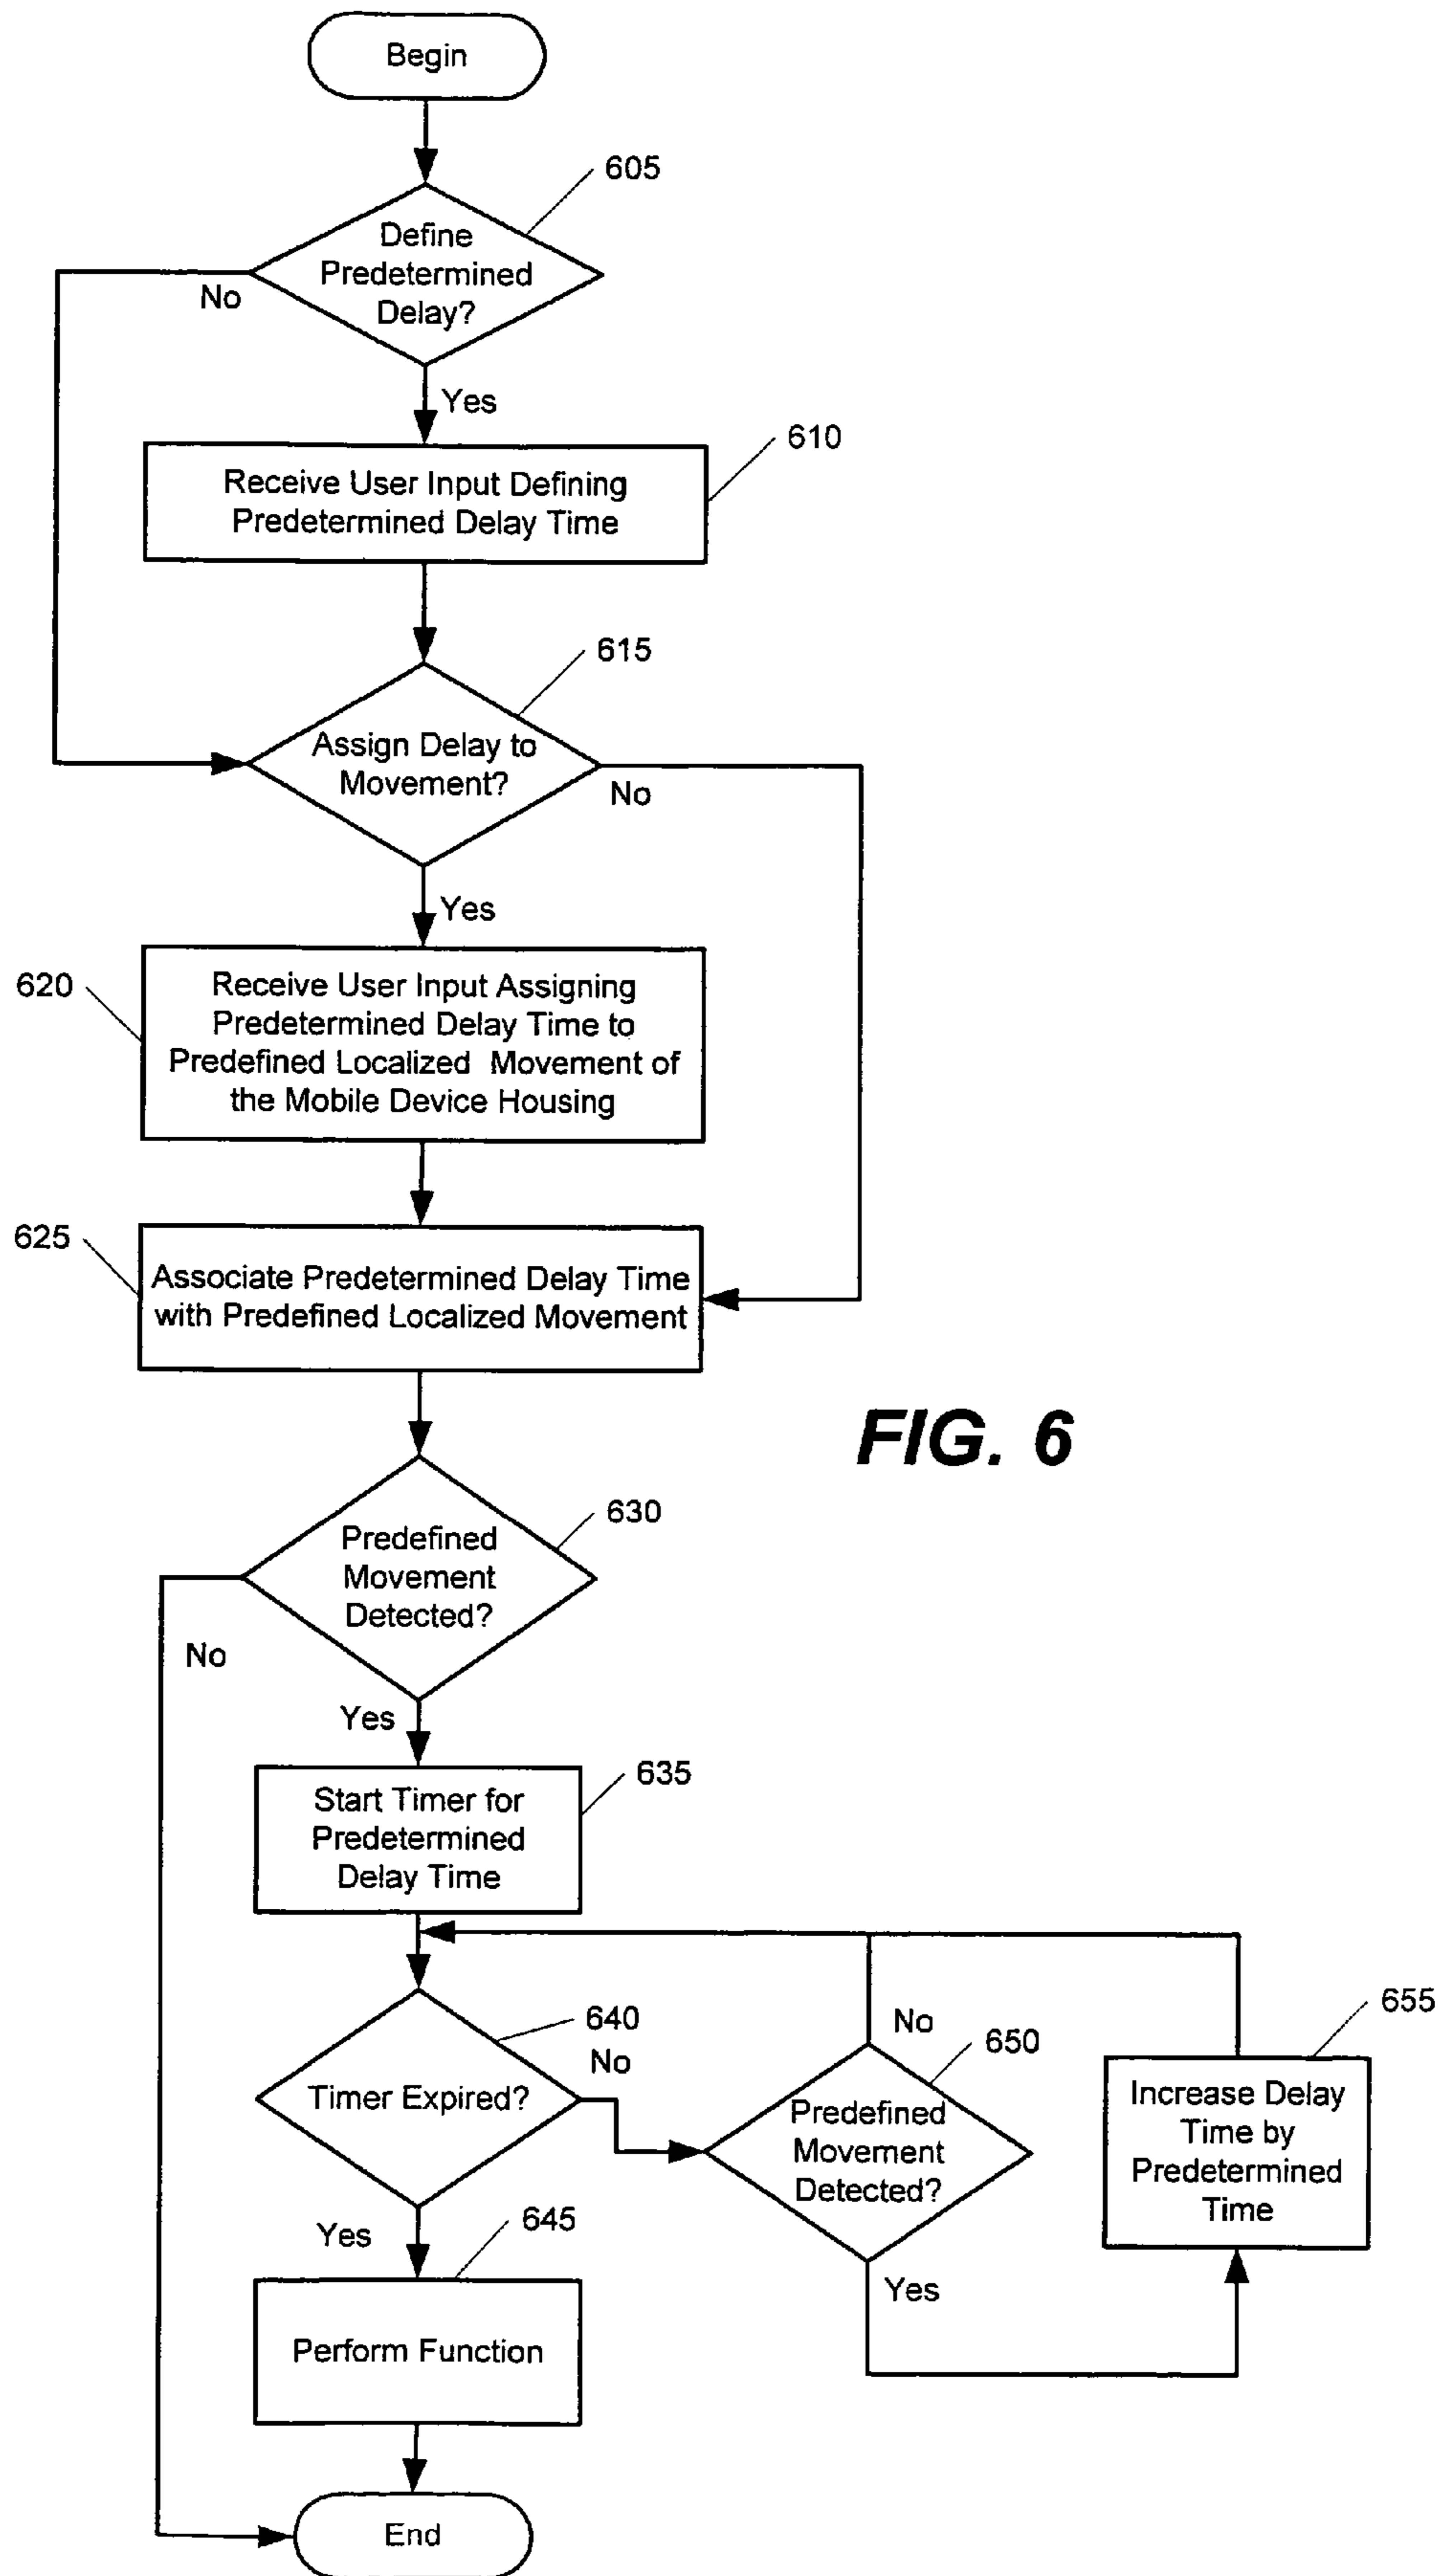 Begin
605
Define
Predetermined
Delay?
No
Yes
610
Receive User Input Defining
Predetermined Delay Time
615
Assign Delay to
Movement?
No
Yes
620
Receive User Input Assigning
Predetermined Delay Time to
Predefined Localized Movement of
the Mobile Device Housing
625
Associate Predetermined Delay Time
with Predefined Localized Movement
FIG. 6
630
Predefined
Movement
Detected?
No
Yes
635
Start Timer for
Predetermined
Delay Time
640
Timer Expired?
No
650
Predefined
Movement
Detected?
No
Yes
655
Increase Delay
Time by
Predetermined
Time
Yes
645
Perform Function
End